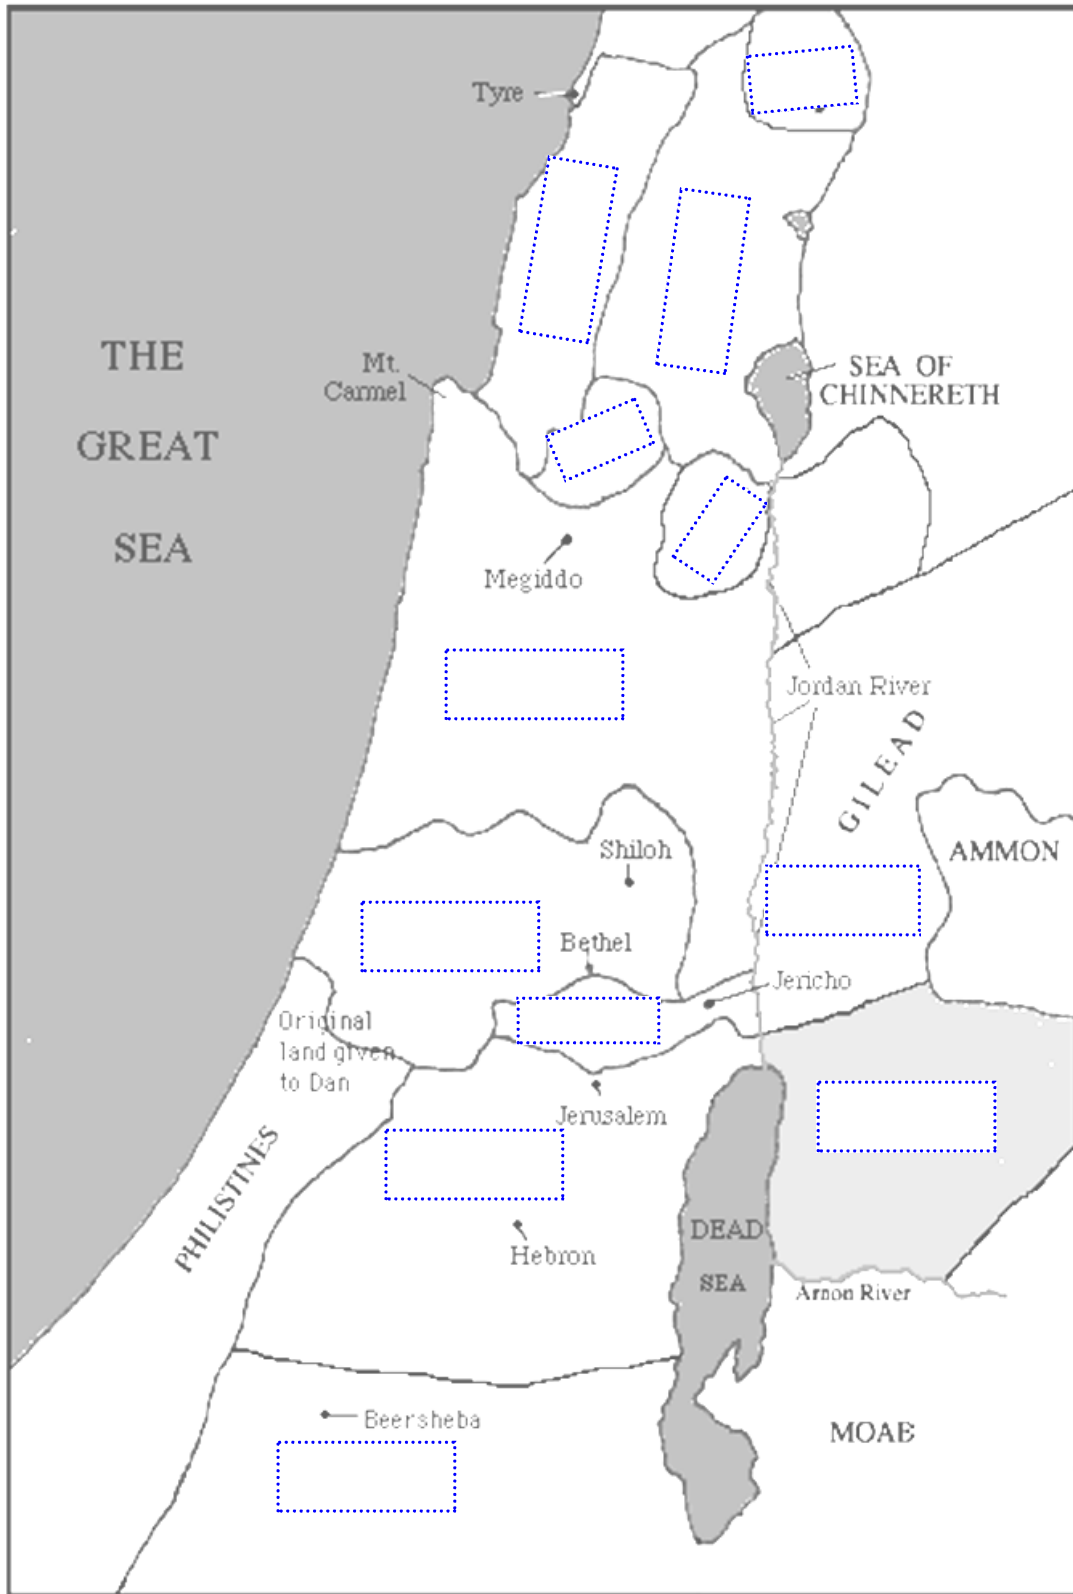 Tyre
THE
GREAT
SEA
Mt.
Carmel
SEA OF
CHINNERETH
Megiddo
Jordan River
GILEAD
AMMON
Shiloh
Bethel
Jericho
Original
land given
to Dan
Jerusalem
PHILISTINES
Hebron
DEAD
SEA
Arnon River
Beersheba
MOAB